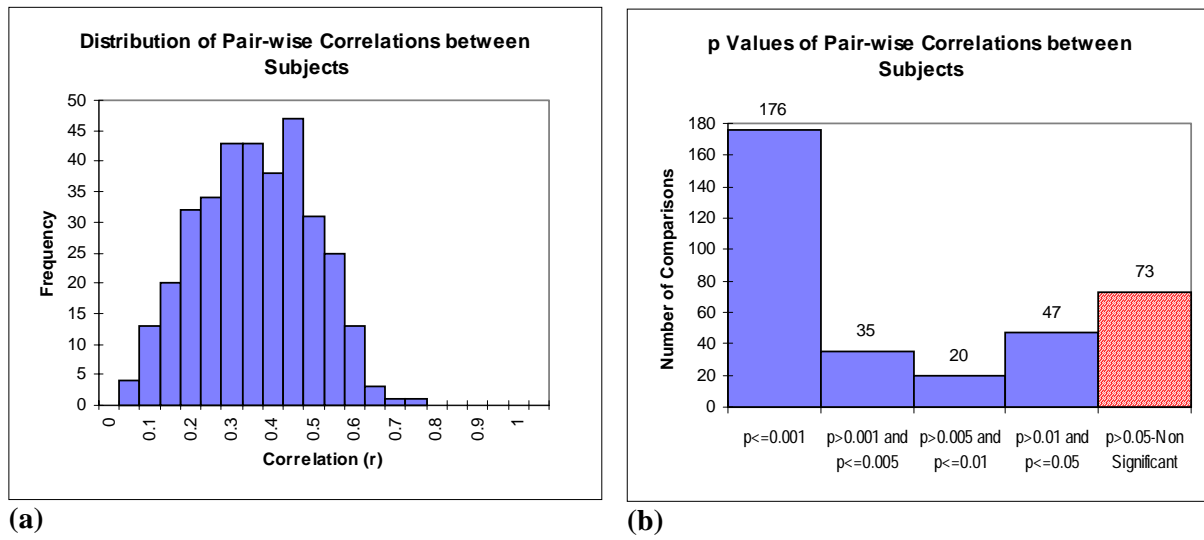 Distribution of Pair-wise Correlations between
Subjects
50
45
40
35
30
25
20
15
10
5
0
Frequency
0
0.1
0.2
0.3
0.4
0.5
0.6
0.7
0.8
0.9
1
Correlation (r)
(a)
p Values of Pair-wise Correlations between
Subjects
180
160
140
120
100
80
60
40
20
0
Number of Comparisons
176
35
20
47
73
p<=0.001
p>0.001 and
p<=0.005
p>0.005 and
p<=0.01
p>0.01 and
p<=0.05
p>0.05-Non
Significant
(b)